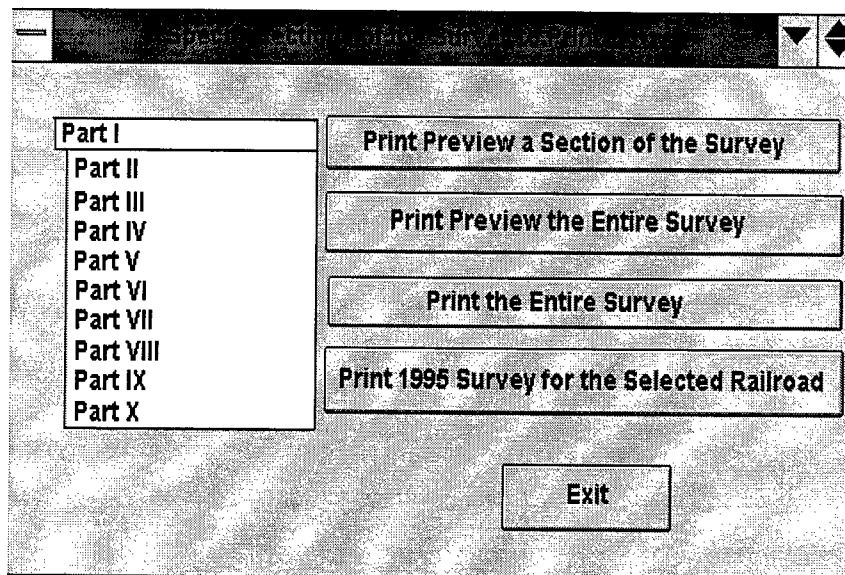 Part I
Part II
Part III
Part IV
Part V
Part VI
Part VII
Part VIII
Part IX
Part X
Print Preview a Section of the Survey
Print Preview the Entire Survey
Print the Entire Survey
Print 1995 Survey for the Selected Railroad
Exit